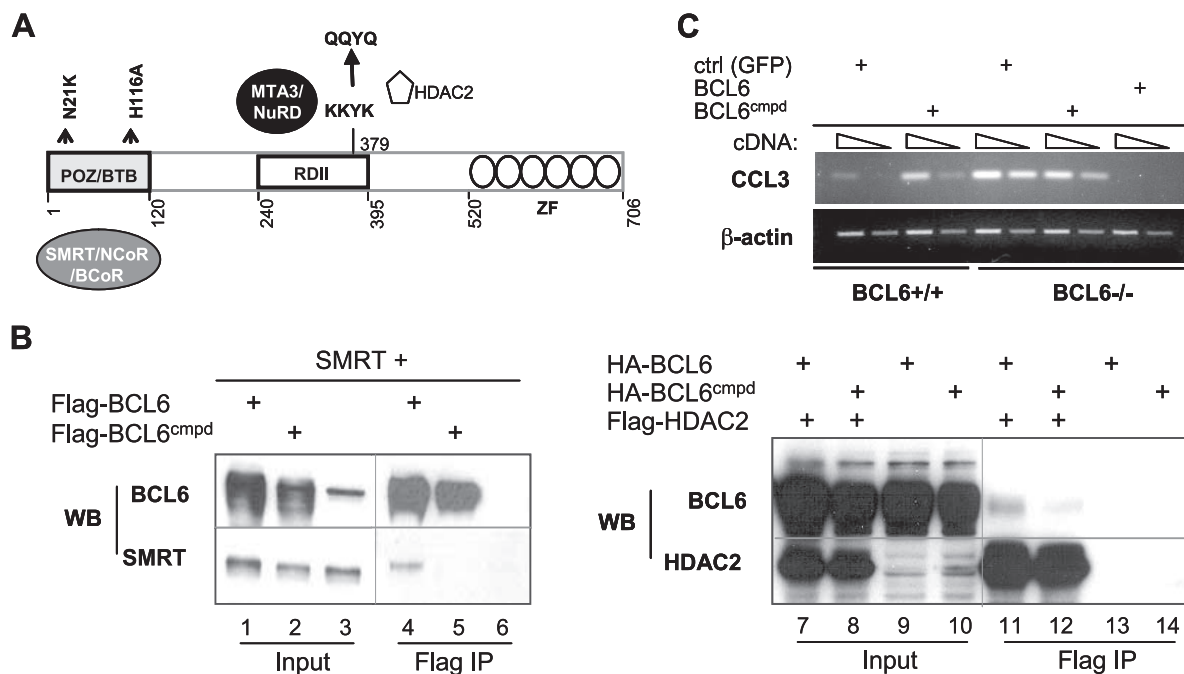 A
QQYQ
N21K
H116A
MTA3/
NuRD
KKYK
HDAC2
379
POZ/BTB
RDII
ZF
1
120
240
395
520
706
SMRT/NCoR
/BCoR
C
ctrl (GFP) + +
BCL6 +
BCL6cmpd + +
cDNA:
CCL3
β-actin
BCL6+/+ BCL6-/-
B
SMRT +
Flag-BCL6 + +
Flag-BCL6cmpd + +
WB
BCL6
SMRT
1 2 3 4 5 6
Input Flag IP
HA-BCL6 + + + +
HA-BCL6cmpd + + + +
Flag-HDAC2 + + + +
WB
BCL6
HDAC2
7 8 9 10 11 12 13 14
Input Flag IP